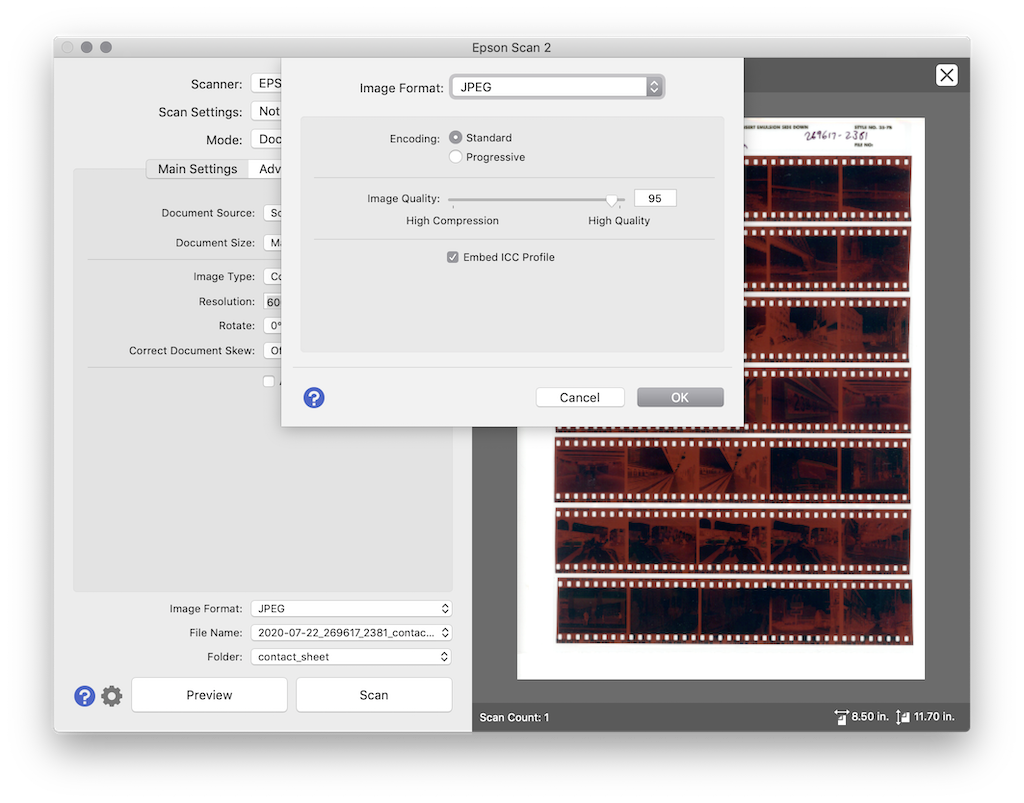 Epson Scan 2
Scanner: EPS
Scan Settings: Not
Mode: Doc
Main Settings Adv
Document Source: Sc
Document Size: Ma
Image Type: Co
Resolution: 60
Rotate: 0°
Correct Document Skew: Of
Image Format: JPEG
Encoding: Standard
Progressive
Image Quality: 95
High Compression High Quality
Embed ICC Profile
? Cancel OK
EMULSION SIDE DOWN
STYLE NO.
269617-2381
FILE NO:
Image Format: JPEG
File Name: 2020-07-22_269617_2381_contac...
Folder: contact_sheet
? Preview Scan
Scan Count: 1 8.50 in. 11.70 in.